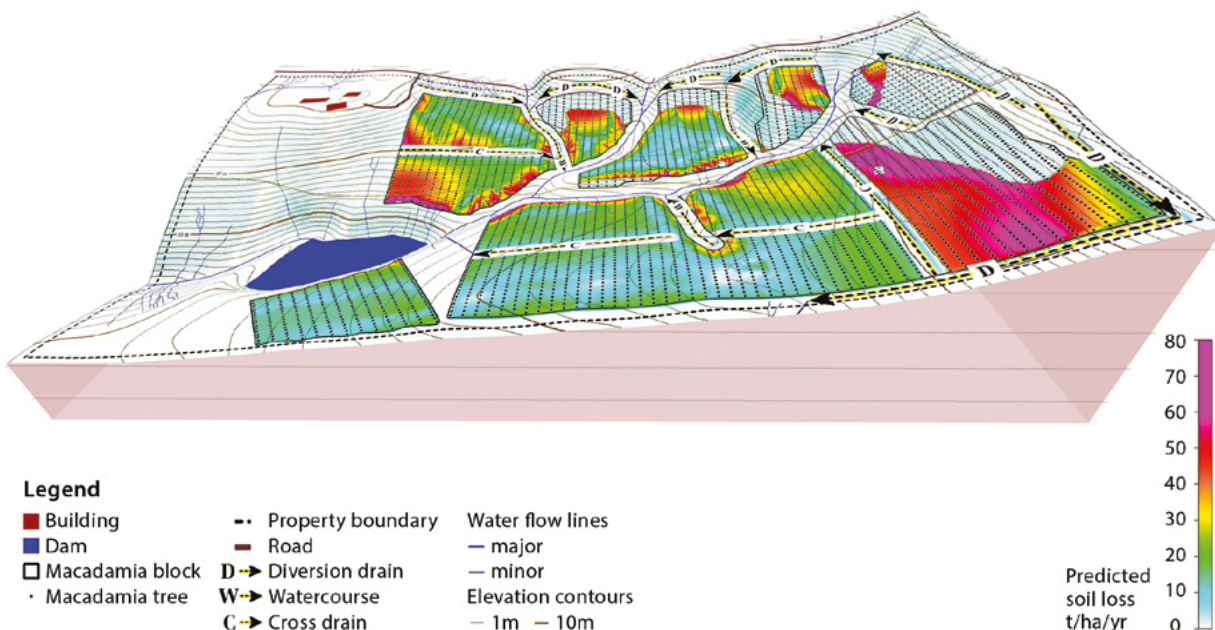 D
D
D
D
D
D
D
D
W
C
W
C
D
80
70
60
50
40
30
20
10
0
Predicted
soil loss
t/ha/yr
Legend
Building
Dam
Macadamia block
Macadamia tree
Property boundary
Road
D Diversion drain
W Watercourse
C Cross drain
Water flow lines
major
minor
Elevation contours
1m 10m